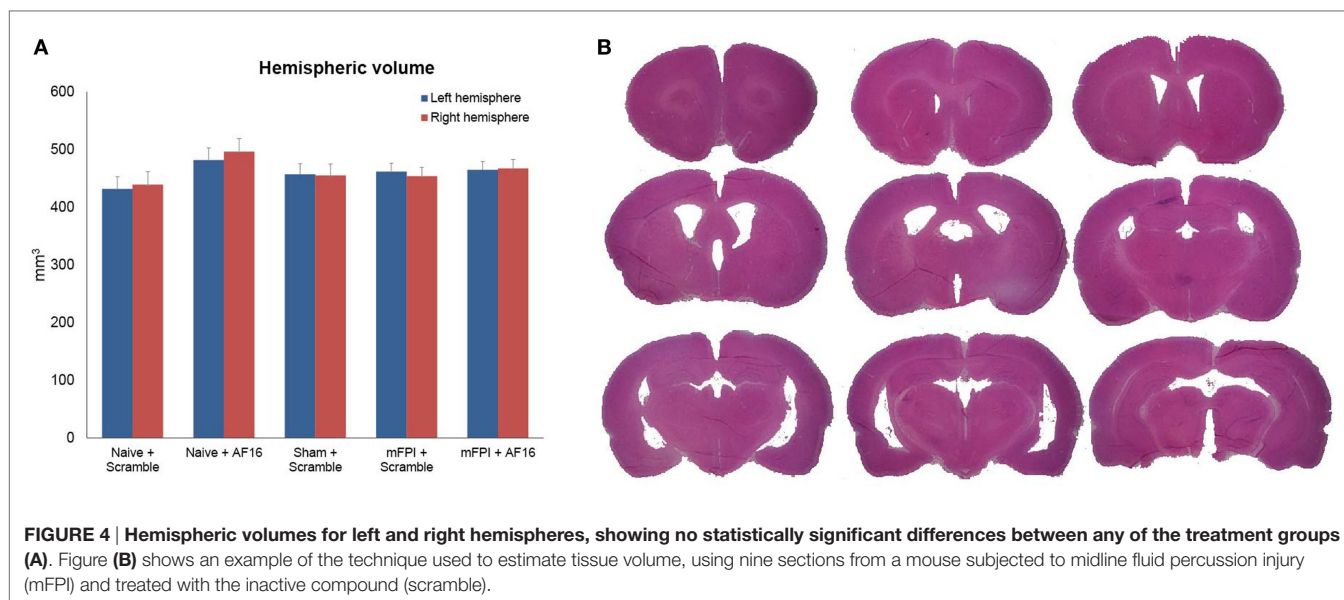 A
Hemispheric volume
Left hemisphere
Right hemisphere
600
500
400
300
200
100
0
mm³
Naive + Scramble
Naive + AF16
Sham + Scramble
mFPI + Scramble
mFPI + AF16
B
FIGURE 4 | Hemispheric volumes for left and right hemispheres, showing no statistically significant differences between any of the treatment groups
(A). Figure (B) shows an example of the technique used to estimate tissue volume, using nine sections from a mouse subjected to midline fluid percussion injury
(mFPI) and treated with the inactive compound (scramble).